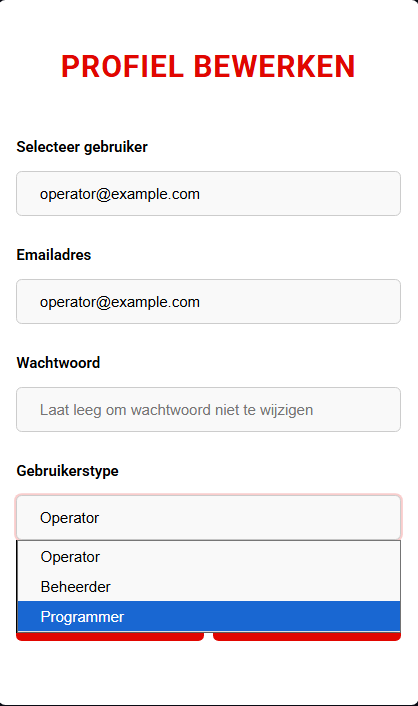 PROFIEL BEWERKEN
Selecteer gebruiker
operator@example.com
Emailadres
operator@example.com
Wachtwoord
Laat leeg om wachtwoord niet te wijzigen
Gebruikerstype
Operator
Operator
Beheerder
Programmer